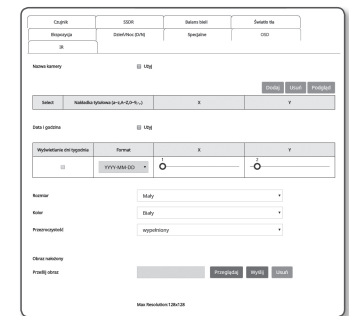 Czujnik SSDR Balans bieli Światło tła
Ekspozycja Dzień/Noc (D/N) Specjalne OSD
IR
Nazwa kamery Użyj
Dodaj Usuń Podgląd
Select Nakładka tytułowa (a~z,A~Z,0~9,-,.) X Y
Data i godzina Użyj
Wyświetlanie dni tygodnia Format X Y
YYYY-MM-DD 1 2
Rozmiar Mały
Kolor Biały
Przezroczystość wypełniony
Obraz nałożony
Prześlij obraz Przeglądaj Wyślij Usuń
Max Resolution:128x128